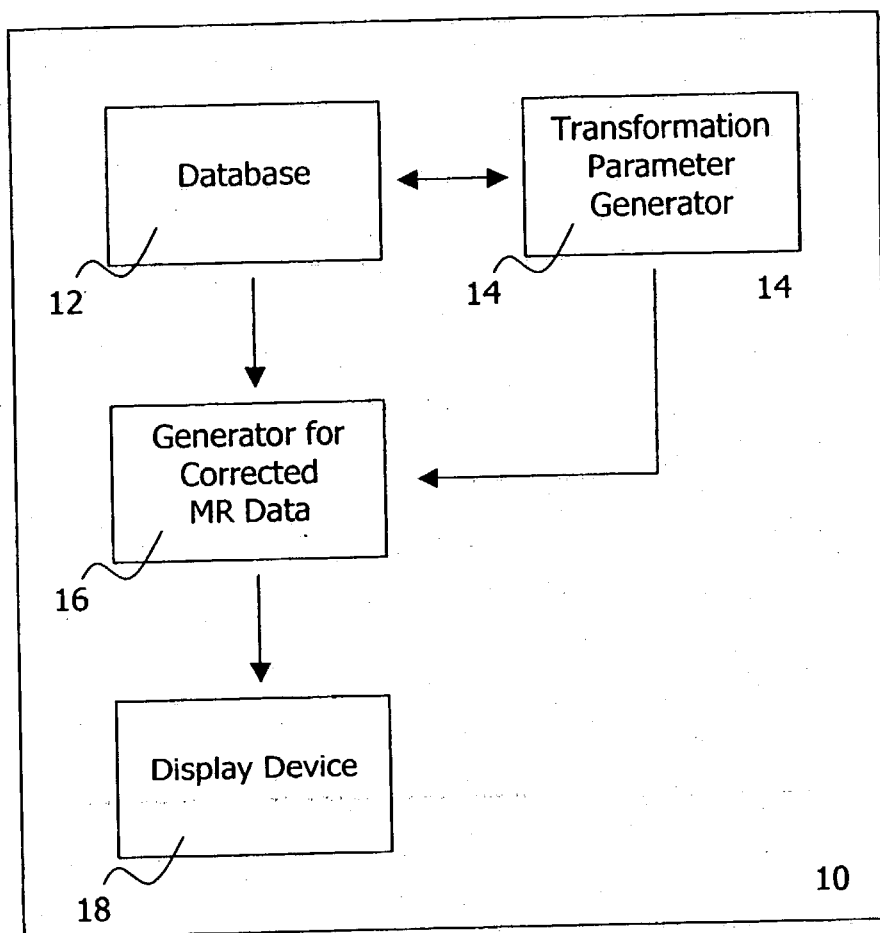 Database
Transformation
Parameter
Generator
12
14
14
Generator for
Corrected
MR Data
16
Display Device
18
10